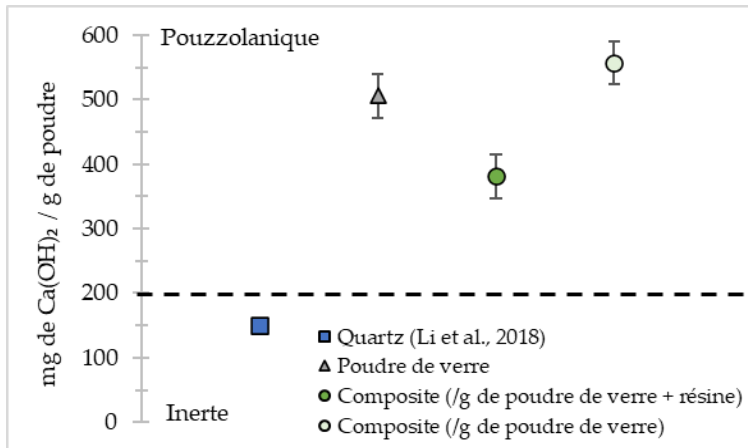 mg de Ca(OH)₂ / g de poudre
600
500
400
300
200
100
0
Pouzzolanique
Inerte
Quartz (Li et al., 2018)
Poudre de verre
Composite (/g de poudre de verre + résine)
Composite (/g de poudre de verre)